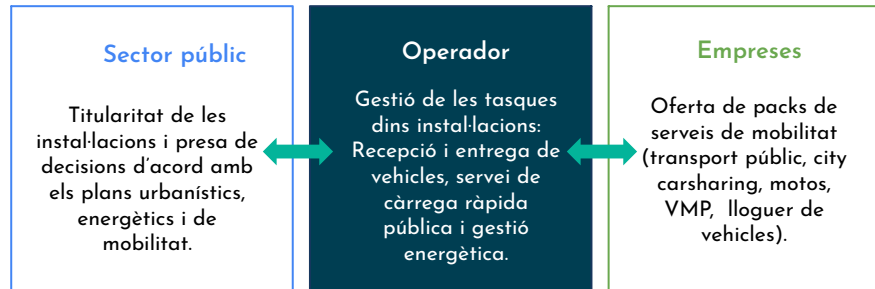 Sector públic
Titularitat de les
instal·lacions i presa de
decisions d'acord amb
els plans urbanístics,
energètics i de
mobilitat.
Operador
Gestió de les tasques
dins instal·lacions:
Recepció i entrega de
vehicles, servei de
càrrega ràpida
pública i gestió
energètica.
Empreses
Oferta de packs de
serveis de mobilitat
(transport públic, city
carsharing, motos,
VMP, lloguer de
vehicles).